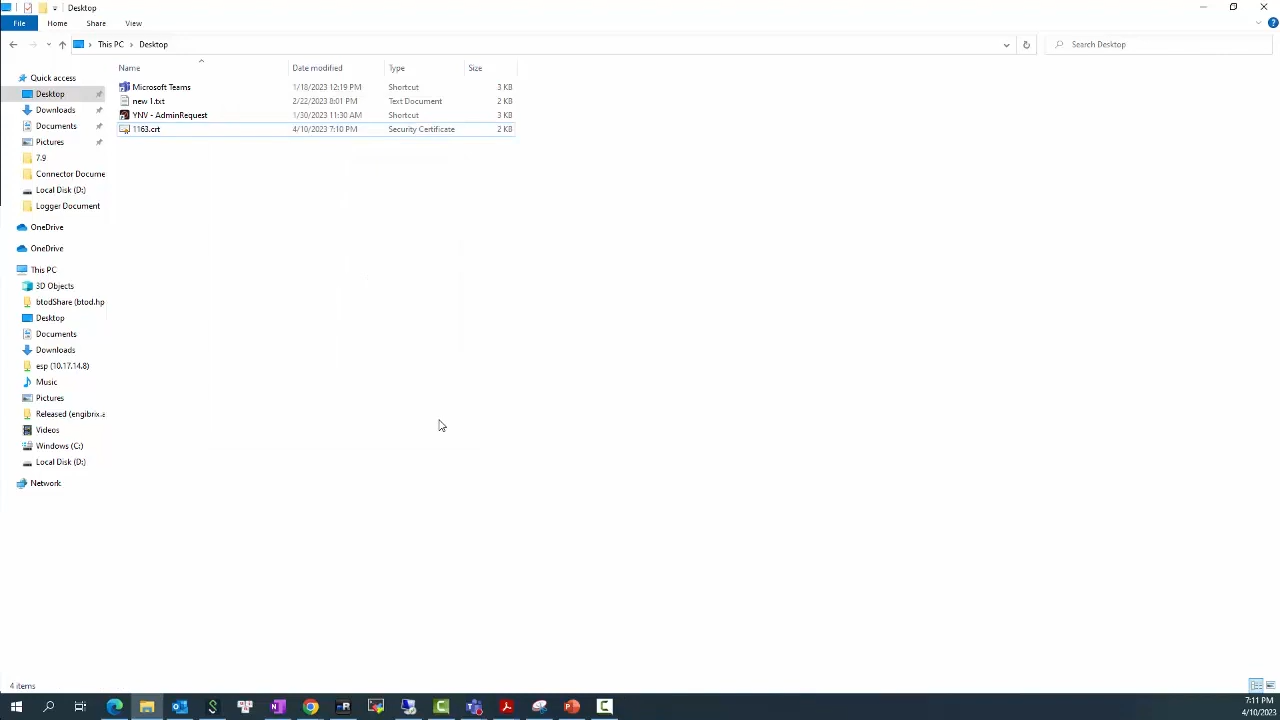 Desktop
File Home Share View
This PC Desktop
Search Desktop
Name Date modified Type Size
Microsoft Teams 1/18/2023 12:19 PM Shortcut 3 KB
new 1.txt 2/22/2023 8:01 PM Text Document 2 KB
YNV - AdminRequest 1/30/2023 11:30 AM Shortcut 3 KB
1163.crt 4/10/2023 7:10 PM Security Certificate 2 KB
Quick access
Desktop
Downloads
Documents
Pictures
7.9
Connector Docume
Local Disk (D:)
Logger Document
OneDrive
OneDrive
This PC
3D Objects
btodShare (btod.hp
Desktop
Documents
Downloads
esp (10.17.14.8)
Music
Pictures
Released (engibrix.a
Videos
Windows (C:)
Local Disk (D:)
Network
4 items
7:11 PM
4/10/2023